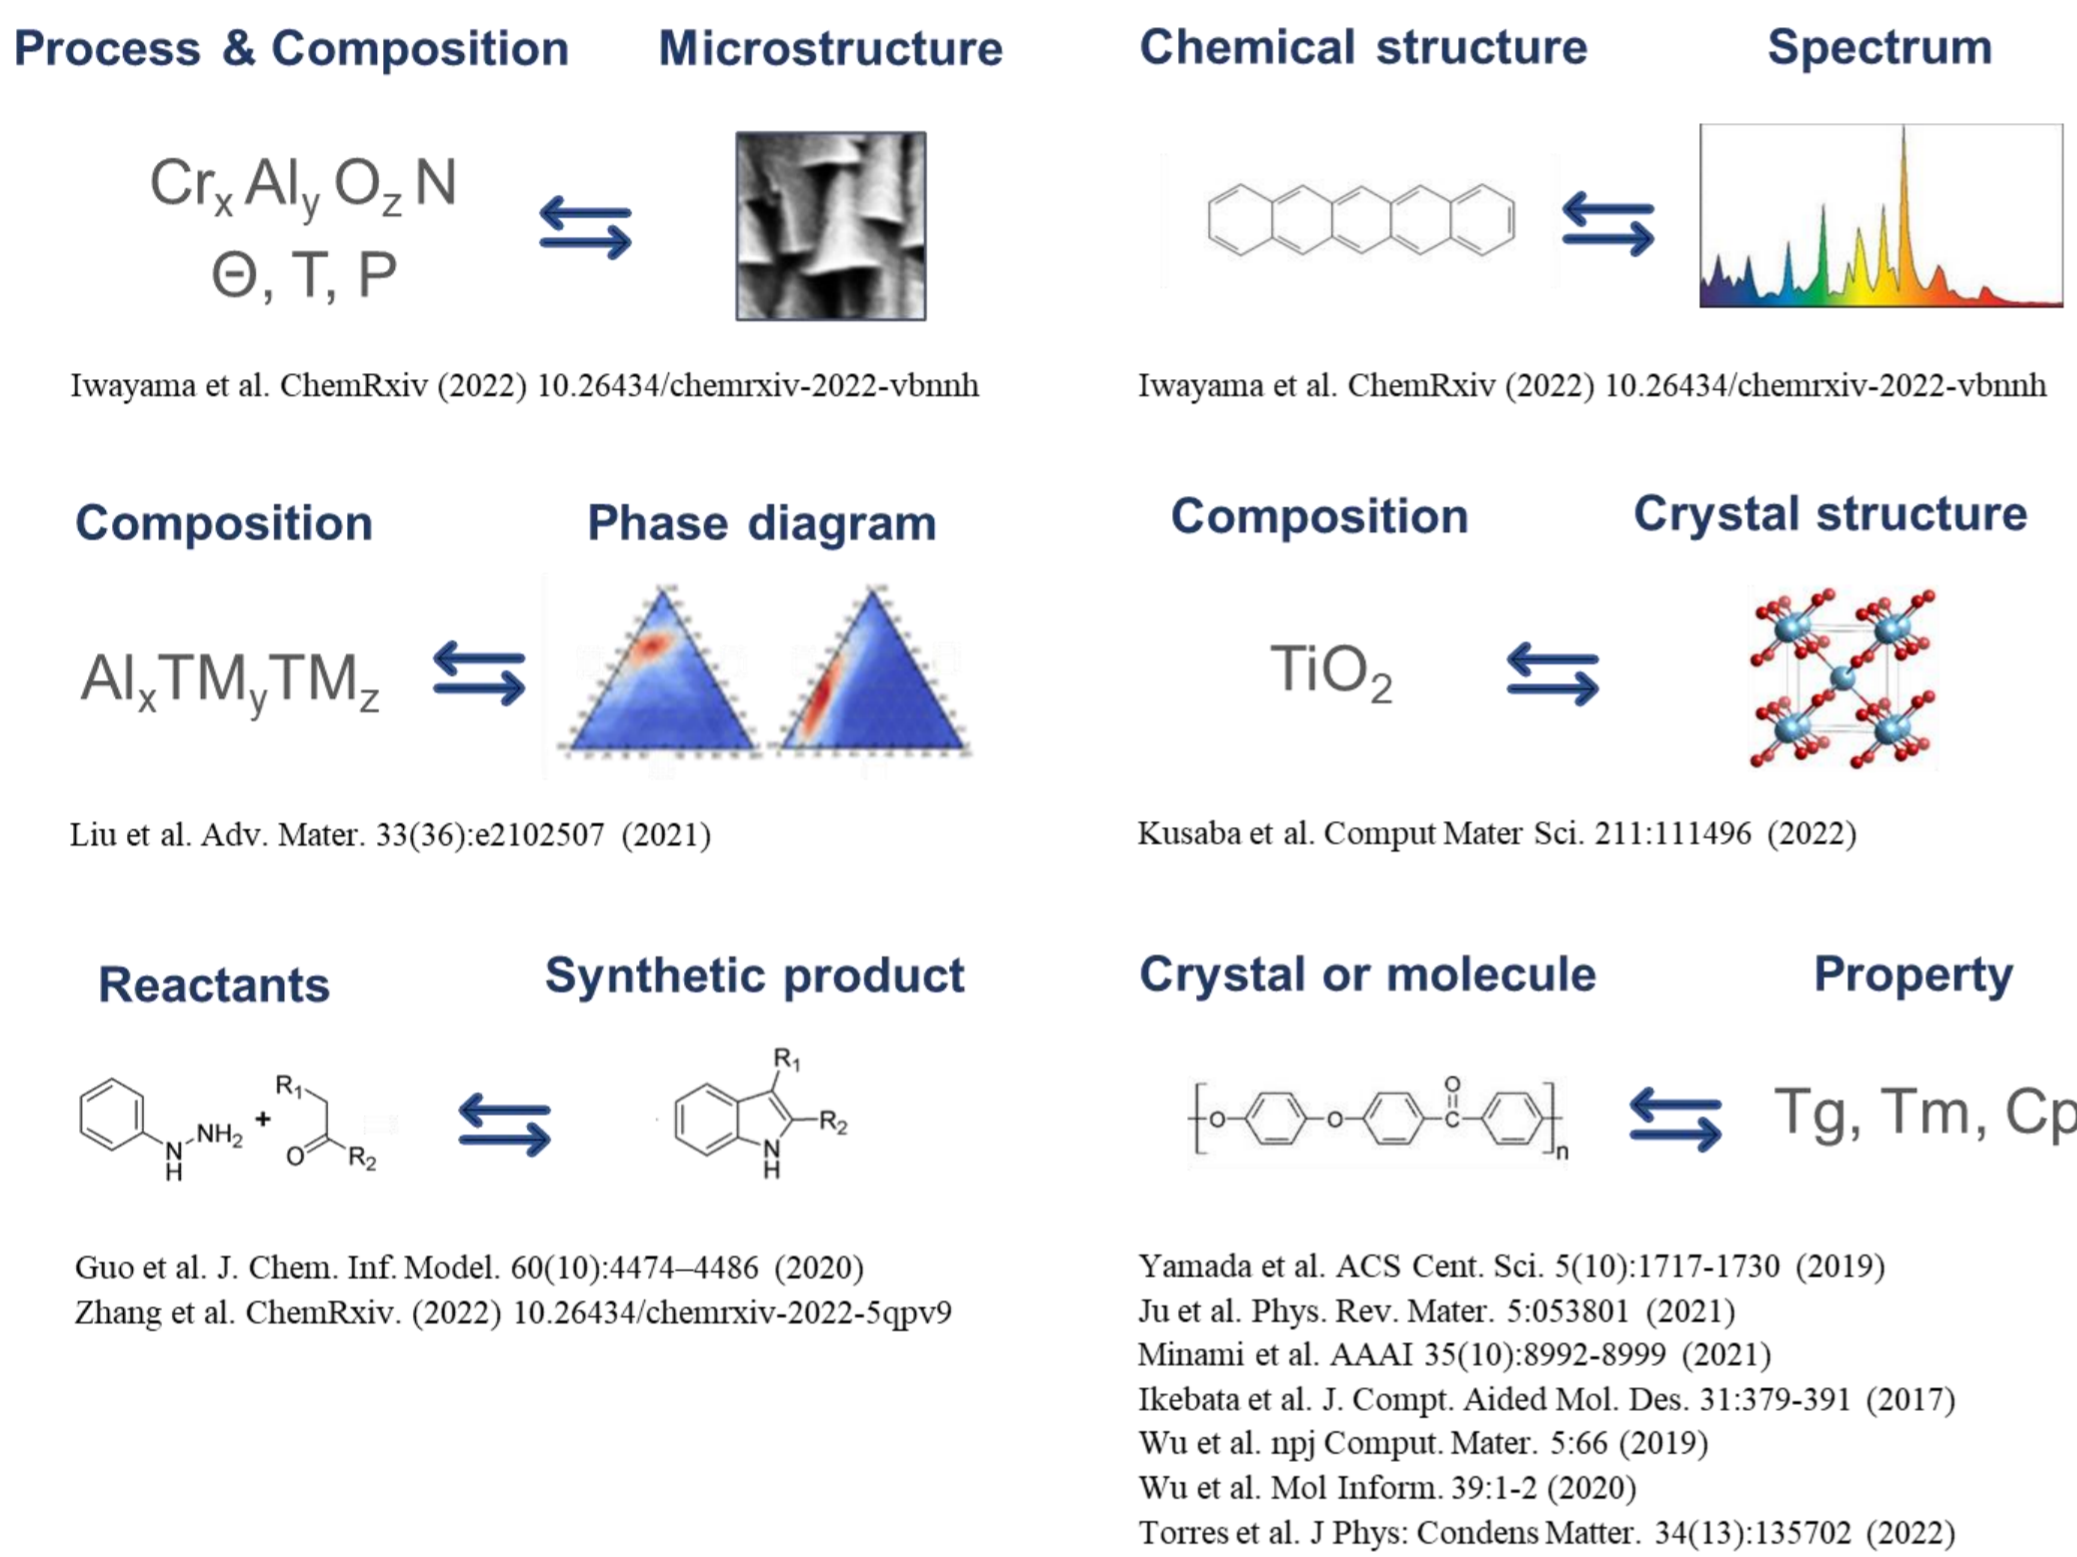 Process & Composition
Microstructure
CrₓAlyOzN
Θ, T, P
Iwayama et al. ChemRxiv (2022) 10.26434/chemrxiv-2022-vbnnh
Chemical structure
Spectrum
Iwayama et al. ChemRxiv (2022) 10.26434/chemrxiv-2022-vbnnh
Composition
Phase diagram
AlₓTMyTMz
Liu et al. Adv. Mater. 33(36):e2102507 (2021)
Composition
Crystal structure
TiO₂
Kusaba et al. Comput Mater Sci. 211:111496 (2022)
Reactants
Synthetic product
R₁
N
H
NH₂
+
O
R₂
R₁
R₂
N
H
Guo et al. J. Chem. Inf. Model. 60(10):4474–4486 (2020)
Zhang et al. ChemRxiv. (2022) 10.26434/chemrxiv-2022-5qpv9
Crystal or molecule
Property
O
O
O
C
n
Tg, Tm, Cp
Yamada et al. ACS Cent. Sci. 5(10):1717-1730 (2019)
Ju et al. Phys. Rev. Mater. 5:053801 (2021)
Minami et al. AAAI 35(10):8992-8999 (2021)
Ikebata et al. J. Compt. Aided Mol. Des. 31:379-391 (2017)
Wu et al. npj Comput. Mater. 5:66 (2019)
Wu et al. Mol Inform. 39:1-2 (2020)
Torres et al. J Phys: Condens Matter. 34(13):135702 (2022)